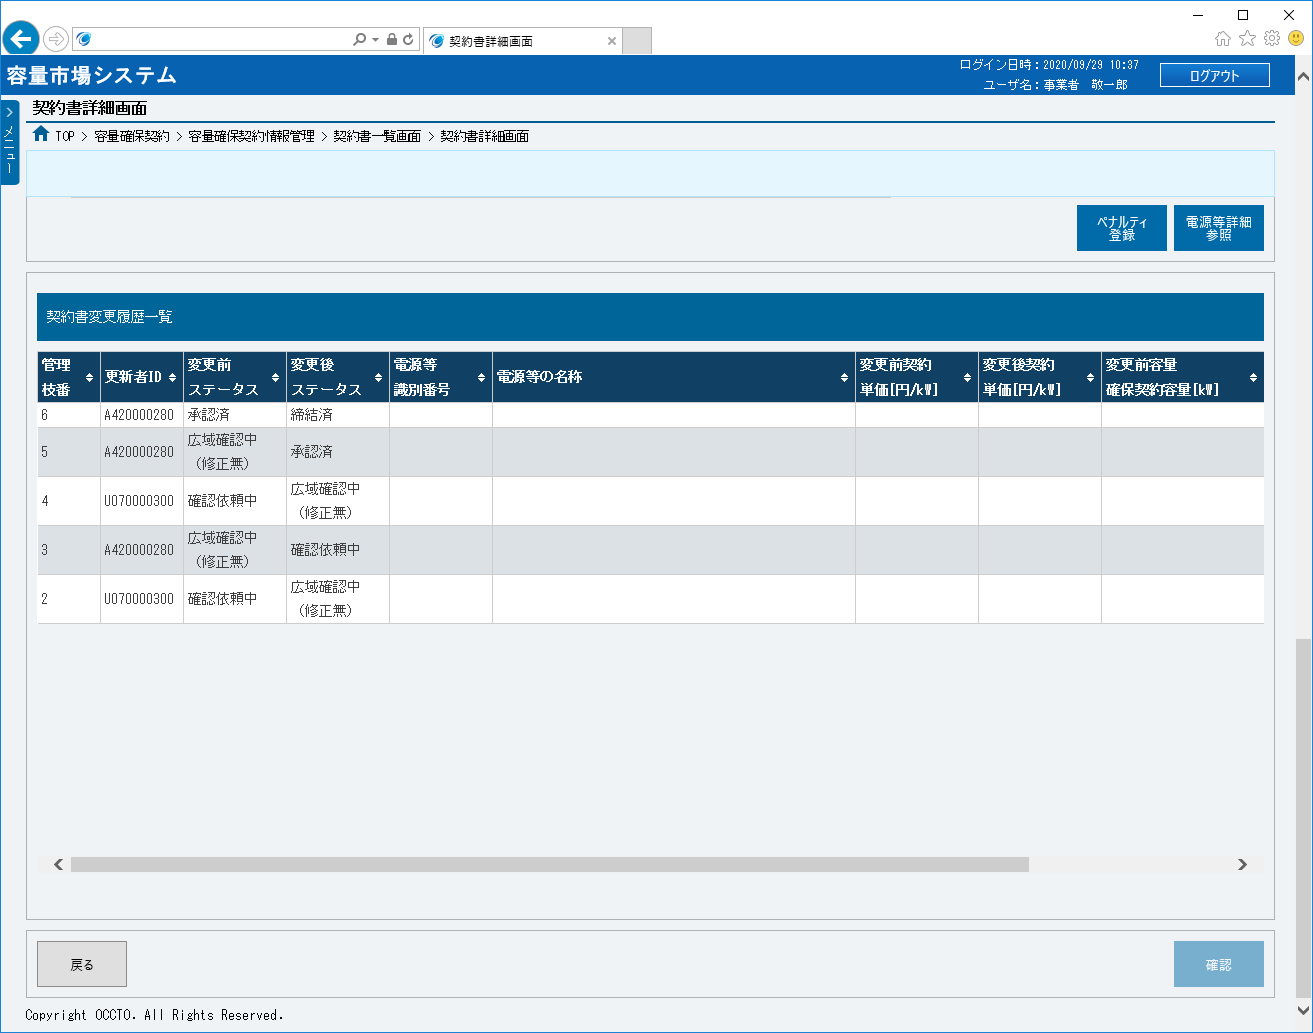 契約書詳細画面
容量市場システム
ログイン日時：2020/09/29 10:37
ユーザ名：事業者　敬一郎
ログアウト
メニュー
契約書詳細画面
TOP > 容量確保契約 > 容量確保契約情報管理 > 契約書一覧画面 > 契約書詳細画面
ペナルティ
登録
電源等詳細
参照
契約書変更履歴一覧
管理
枝番
更新者ID
変更前
ステータス
変更後
ステータス
電源等
識別番号
電源等の名称
変更前契約
単価[円/kW]
変更後契約
単価[円/kW]
変更前容量
確保契約容量[kW]
6 A420000280 承認済 締結済
5 A420000280 広域確認中
（修正無） 承認済
4 U070000300 確認依頼中 広域確認中
（修正無）
3 A420000280 広域確認中
（修正無） 確認依頼中
2 U070000300 確認依頼中 広域確認中
（修正無）
戻る
確認
Copyright OCCTO. All Rights Reserved.